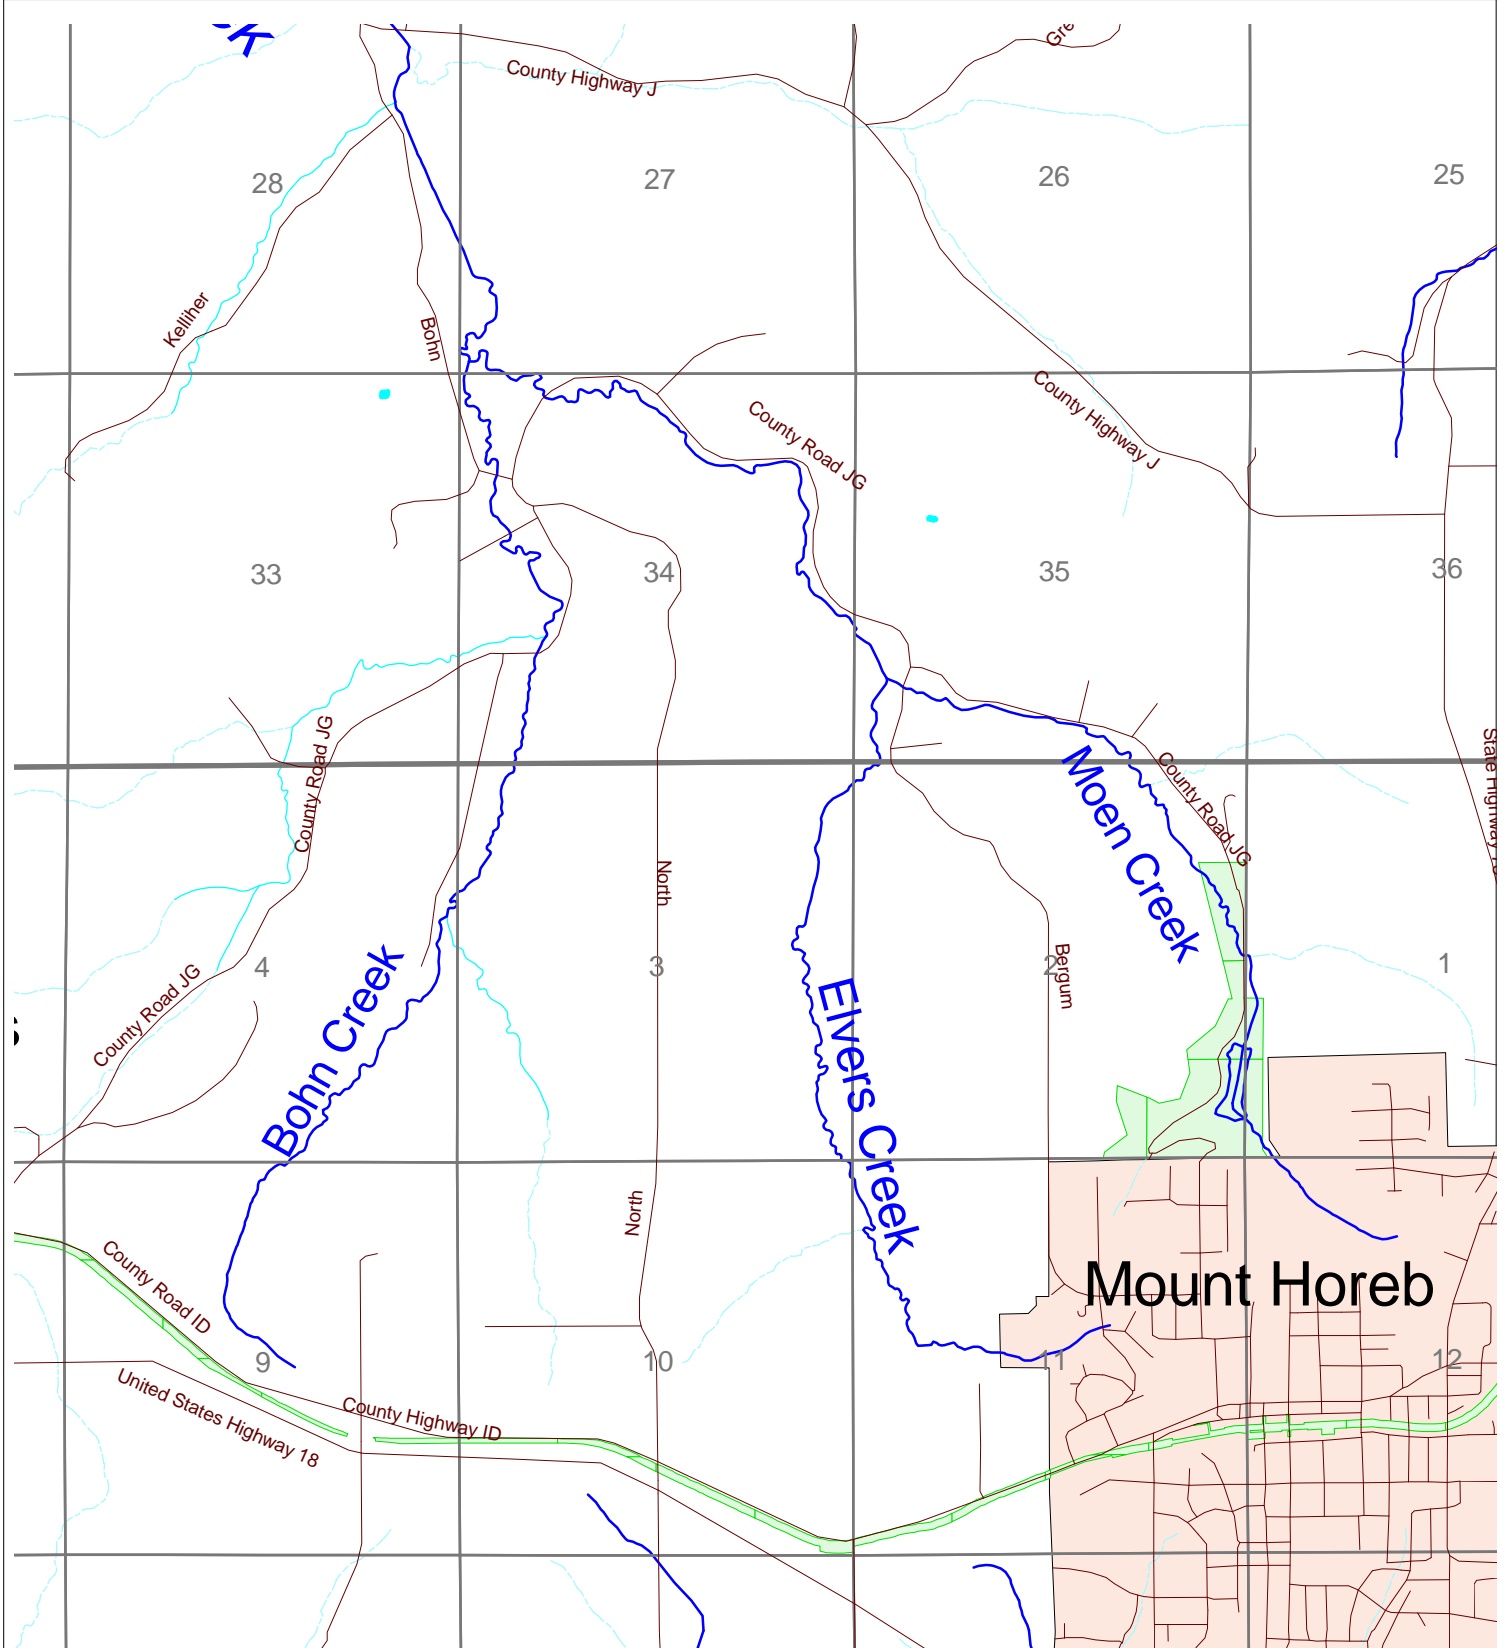 County Highway J
28
27
26
25
Kelliher
Bohn
County Highway J
County Road JG
33
34
35
36
County Road JG
Moen Creek
County Road JG
North
4
3
2
1
Bergum
County Road JG
Bohn Creek
Elvers Creek
North
County Road ID
Mount Horeb
9
10
11
12
United States Highway 18
County Highway ID